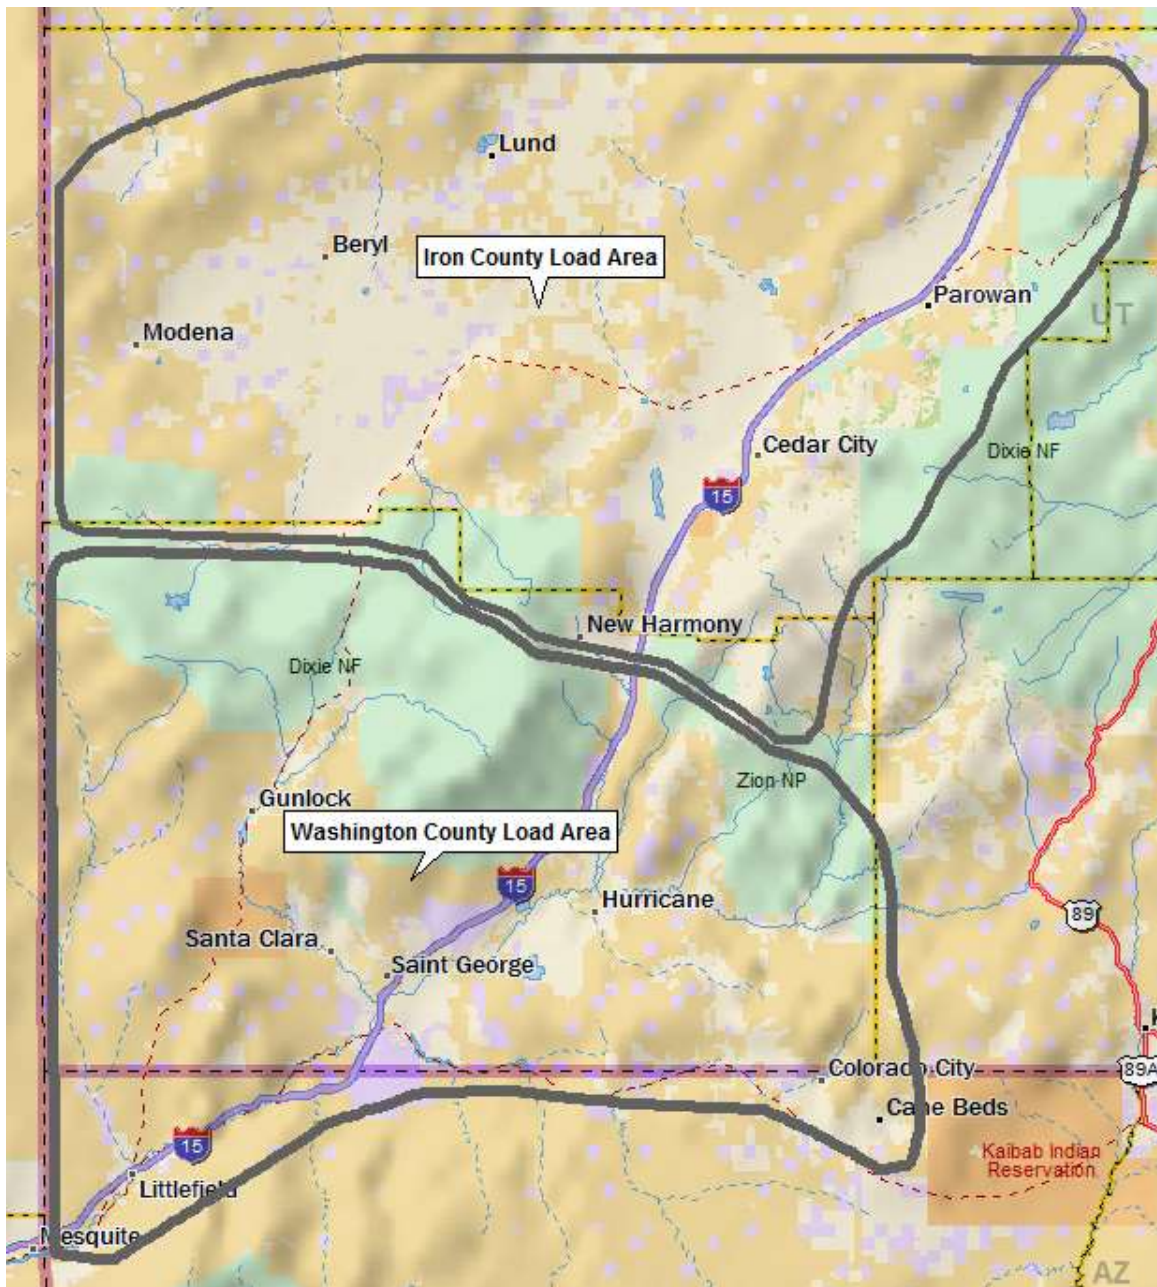 Lund
Beryl
Iron County Load Area
Parowan
UT
Modena
Cedar City
Dixie NF
15
New Harmony
Dixie NF
Zion NP
Gunlock
Washington County Load Area
15
Hurricane
89
Santa Clara
Saint George
Colorado City
89A
Cane Beds
15
Kaibab Indian
Reservation
Littlefield
Mesquite
AZ